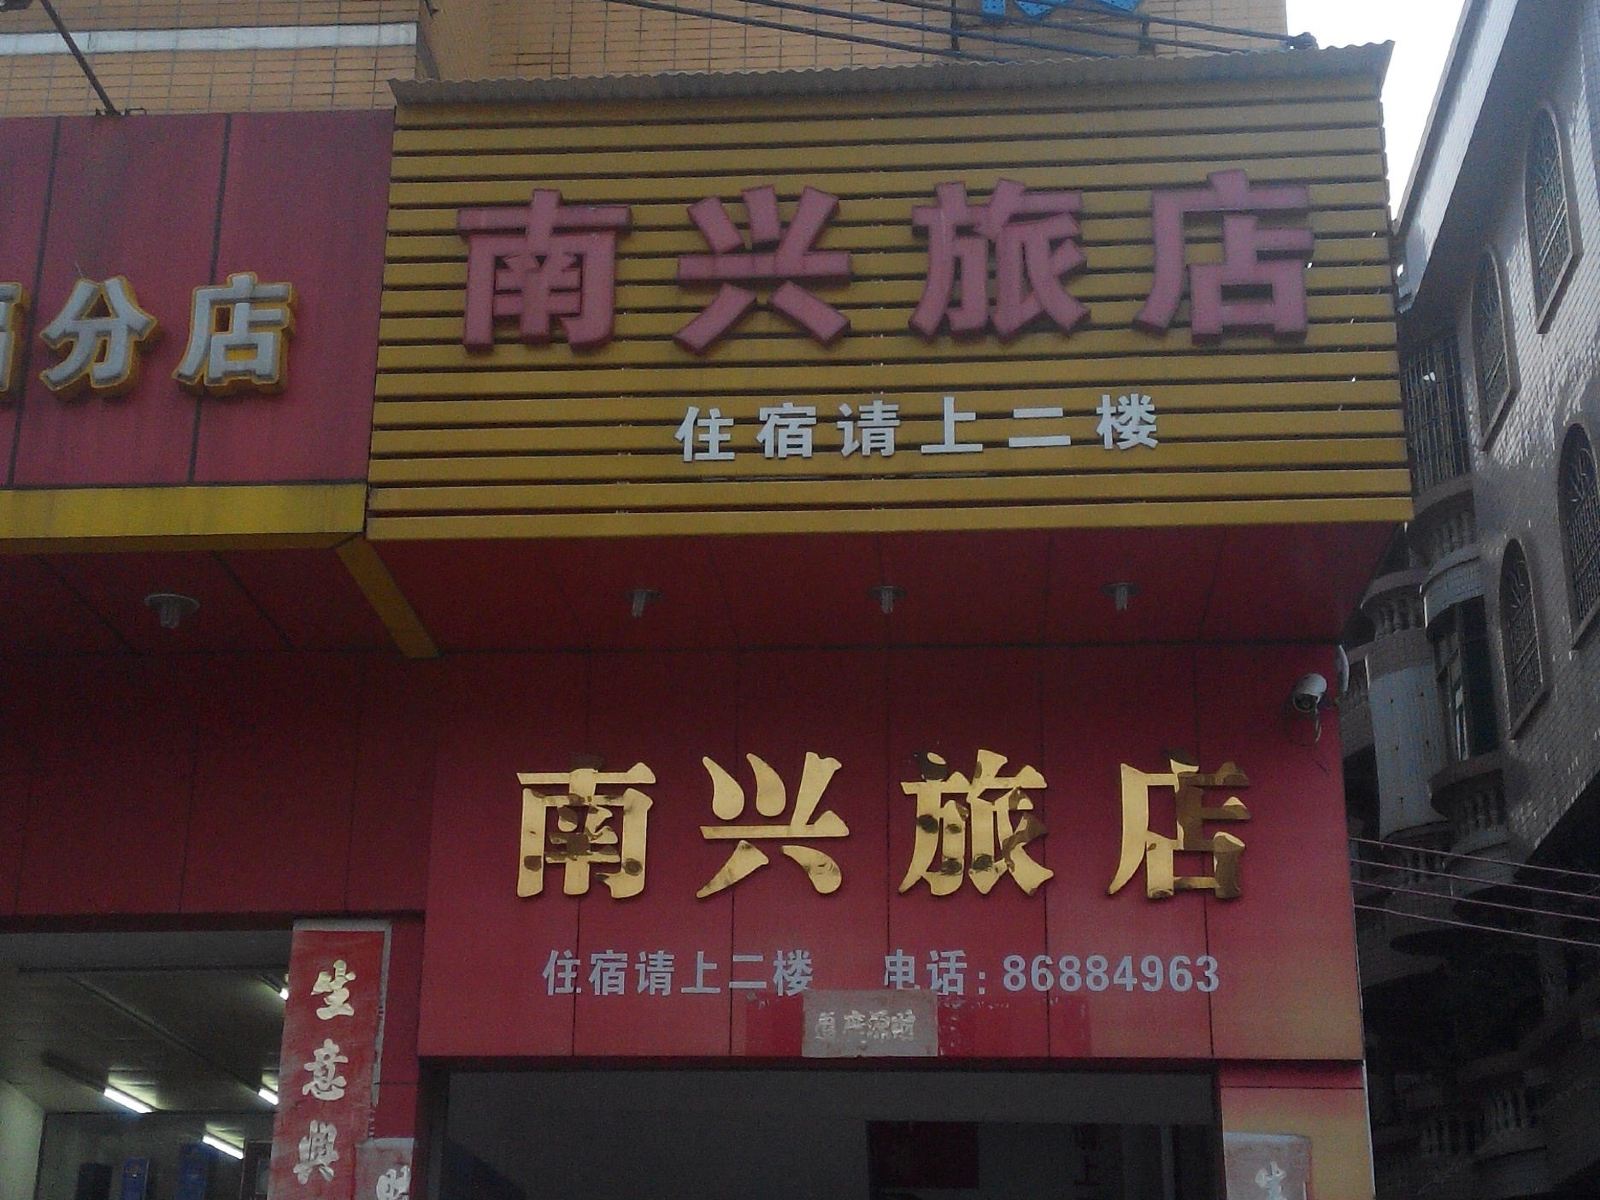 分店
南兴旅店
住宿请上二楼
南兴旅店
住宿请上二楼 电话:86884963
生意興